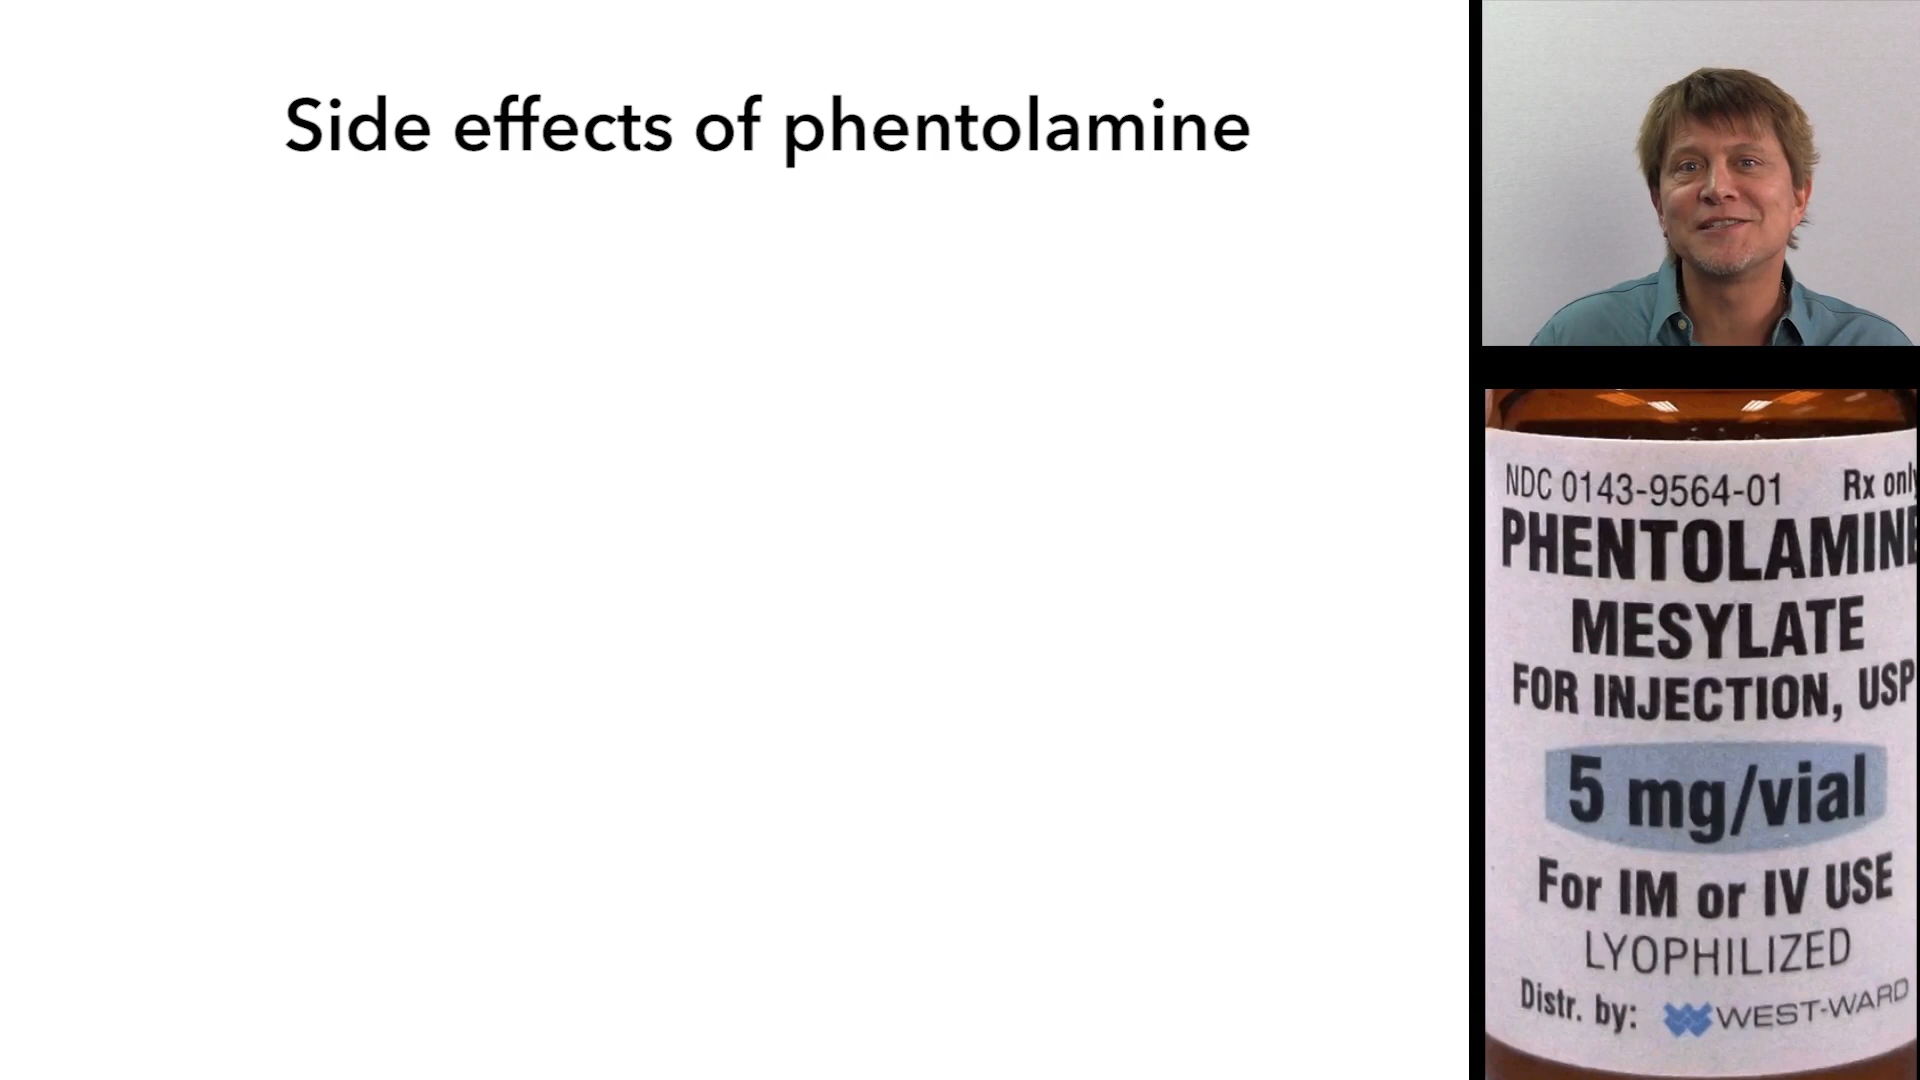 Side effects of phentolamine
NDC 0143-9564-01 Rx only
PHENTOLAMINE
MESYLATE
FOR INJECTION, USP
5 mg/vial
For IM or IV USE
LYOPHILIZED
Distr. by: WEST-WARD